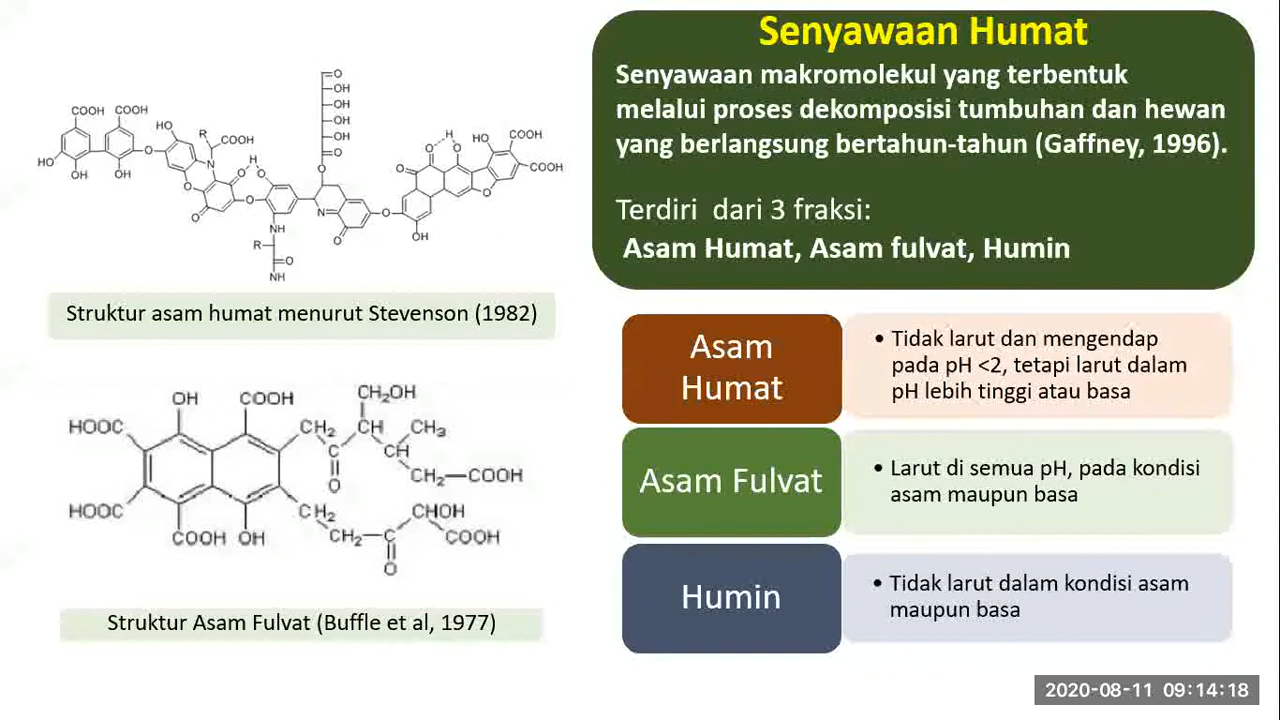 Senyawaan Humat
Senyawaan makromolekul yang terbentuk
melalui proses dekomposisi tumbuhan dan hewan
yang berlangsung bertahun-tahun (Gaffney, 1996).
Terdiri dari 3 fraksi:
Asam Humat, Asam fulvat, Humin
O
OH
OH
OH
OH
O
O
COOH
COOH
HO
OH
OH
O
HO
R
COOH
N
O
O
O
H
HO
O
NH
R
O
NH
N
O
O
O
O
H
O
HO
COOH
COOH
O
OH
Struktur asam humat menurut Stevenson (1982)
Asam
Humat
• Tidak larut dan mengendap
pada pH <2, tetapi larut dalam
pH lebih tinggi atau basa
OH
COOH
CH₂OH
HOOC
CH₂
CH
CH₃
CH
O
CH₂—COOH
HOOC
CH₂
CHOH
COOH
OH
CH₂—C
COOH
O
Struktur Asam Fulvat (Buffle et al, 1977)
Asam Fulvat
• Larut di semua pH, pada kondisi
asam maupun basa
Humin
• Tidak larut dalam kondisi asam
maupun basa
2020-08-11 09:14:18